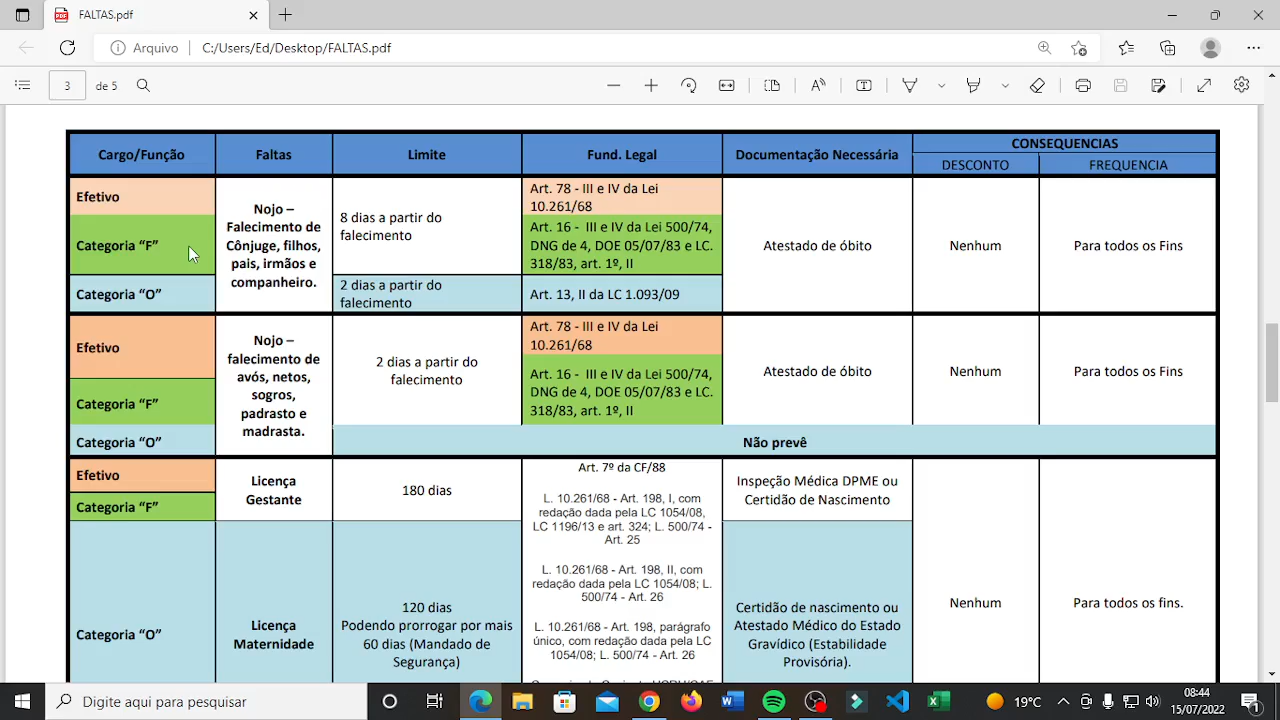 FALTAS.pdf
Arquivo
C:/Users/Ed/Desktop/FALTAS.pdf
3
de 5
Cargo/Função
Faltas
Limite
Fund. Legal
Documentação Necessária
CONSEQUENCIAS
DESCONTO
FREQUENCIA
Efetivo
Categoria “F”
Categoria “O”
Nojo –
Falecimento de
Cônjuge, filhos,
pais, irmãos e
companheiro.
8 dias a partir do
falecimento
2 dias a partir do
falecimento
Art. 78 - III e IV da Lei
10.261/68
Art. 16 - III e IV da Lei 500/74,
DNG de 4, DOE 05/07/83 e LC.
318/83, art. 1º, II
Art. 13, II da LC 1.093/09
Atestado de óbito
Nenhum
Para todos os Fins
Efetivo
Categoria “F”
Categoria “O”
Nojo –
falecimento de
avós, netos,
sogros,
padrasto e
madrasta.
2 dias a partir do
falecimento
Art. 78 - III e IV da Lei
10.261/68
Art. 16 - III e IV da Lei 500/74,
DNG de 4, DOE 05/07/83 e LC.
318/83, art. 1º, II
Atestado de óbito
Nenhum
Para todos os Fins
Não prevê
Efetivo
Categoria “F”
Licença
Gestante
180 dias
Art. 7º da CF/88
L. 10.261/68 - Art. 198, I, com
redação dada pela LC 1054/08,
LC 1196/13 e art. 324; L. 500/74 -
Art. 25
L. 10.261/68 - Art. 198, II, com
redação dada pela LC 1054/08; L.
500/74 - Art. 26
L. 10.261/68 - Art. 198, parágrafo
único, com redação dada pela LC
1054/08; L. 500/74 - Art. 26
Inspeção Médica DPME ou
Certidão de Nascimento
Categoria “O”
Licença
Maternidade
120 dias
Podendo prorrogar por mais
60 dias (Mandado de
Segurança)
Certidão de nascimento ou
Atestado Médico do Estado
Gravídico (Estabilidade
Provisória).
Nenhum
Para todos os fins.
Digite aqui para pesquisar
19°C
08:44
15/07/2022